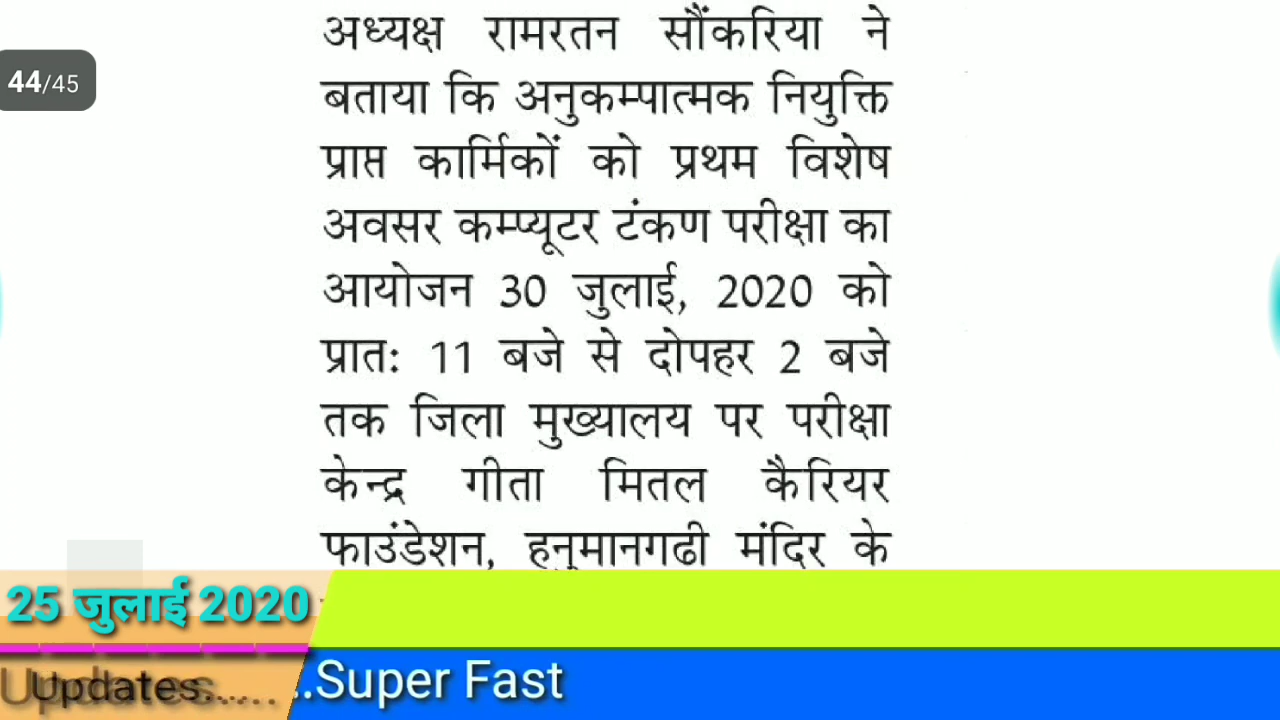 अध्यक्ष रामरतन सौंकरिया ने
44/45
बताया कि अनुकम्पात्मक नियुक्ति
प्राप्त कार्मिकों को प्रथम विशेष
अवसर कम्प्यूटर टंकण परीक्षा का
आयोजन 30 जुलाई, 2020 को
प्रातः 11 बजे से दोपहर 2 बजे
तक जिला मुख्यालय पर परीक्षा
केन्द्र गीता मितल कैरियर
फाउंडेशन, हनुमानगढी मंदिर के
25 जुलाई 2020
Updates...... ..Super Fast